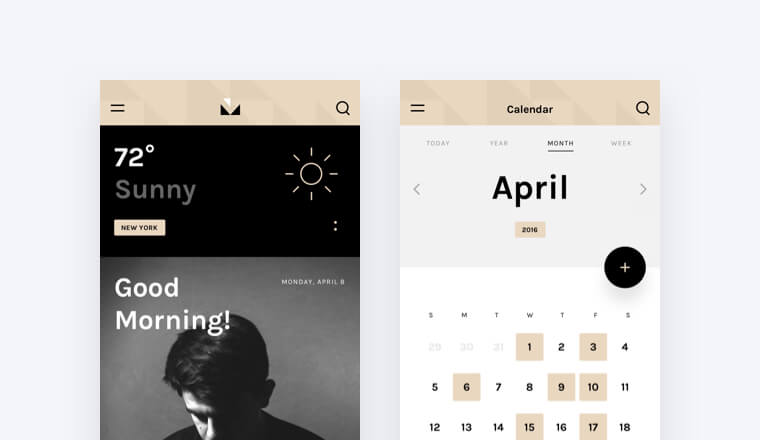 72°
Sunny
NEW YORK
MONDAY, APRIL 8
Good
Morning!
Calendar
TODAY YEAR MONTH WEEK
April
2016
+
S M T W T F S
29 30 31 1 2 3 4
5 6 7 8 9 10 11
12 13 14 15 16 17 18